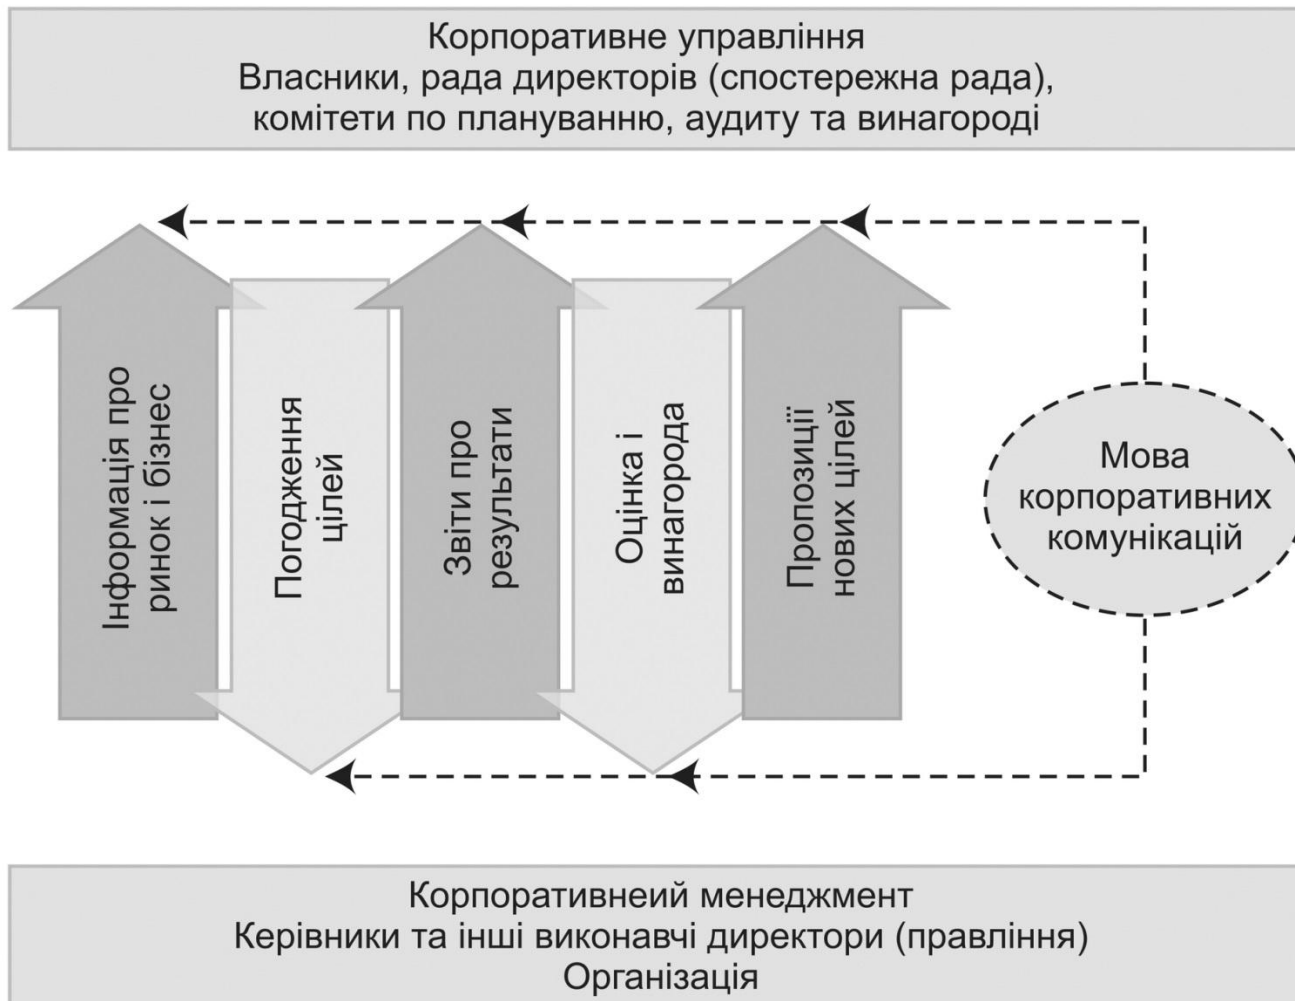 Корпоративне управління
Власники, рада директорів (спостережна рада),
комітети по плануванню, аудиту та винагороді
Інформація про
ринок і бізнес
Погодження
цілей
Звіти про
результати
Оцінка і
винагорода
Пропозиції
нових цілей
Мова
корпоративних
комунікацій
Корпоративнеий менеджмент
Керівники та інші виконавчі директори (правління)
Організація